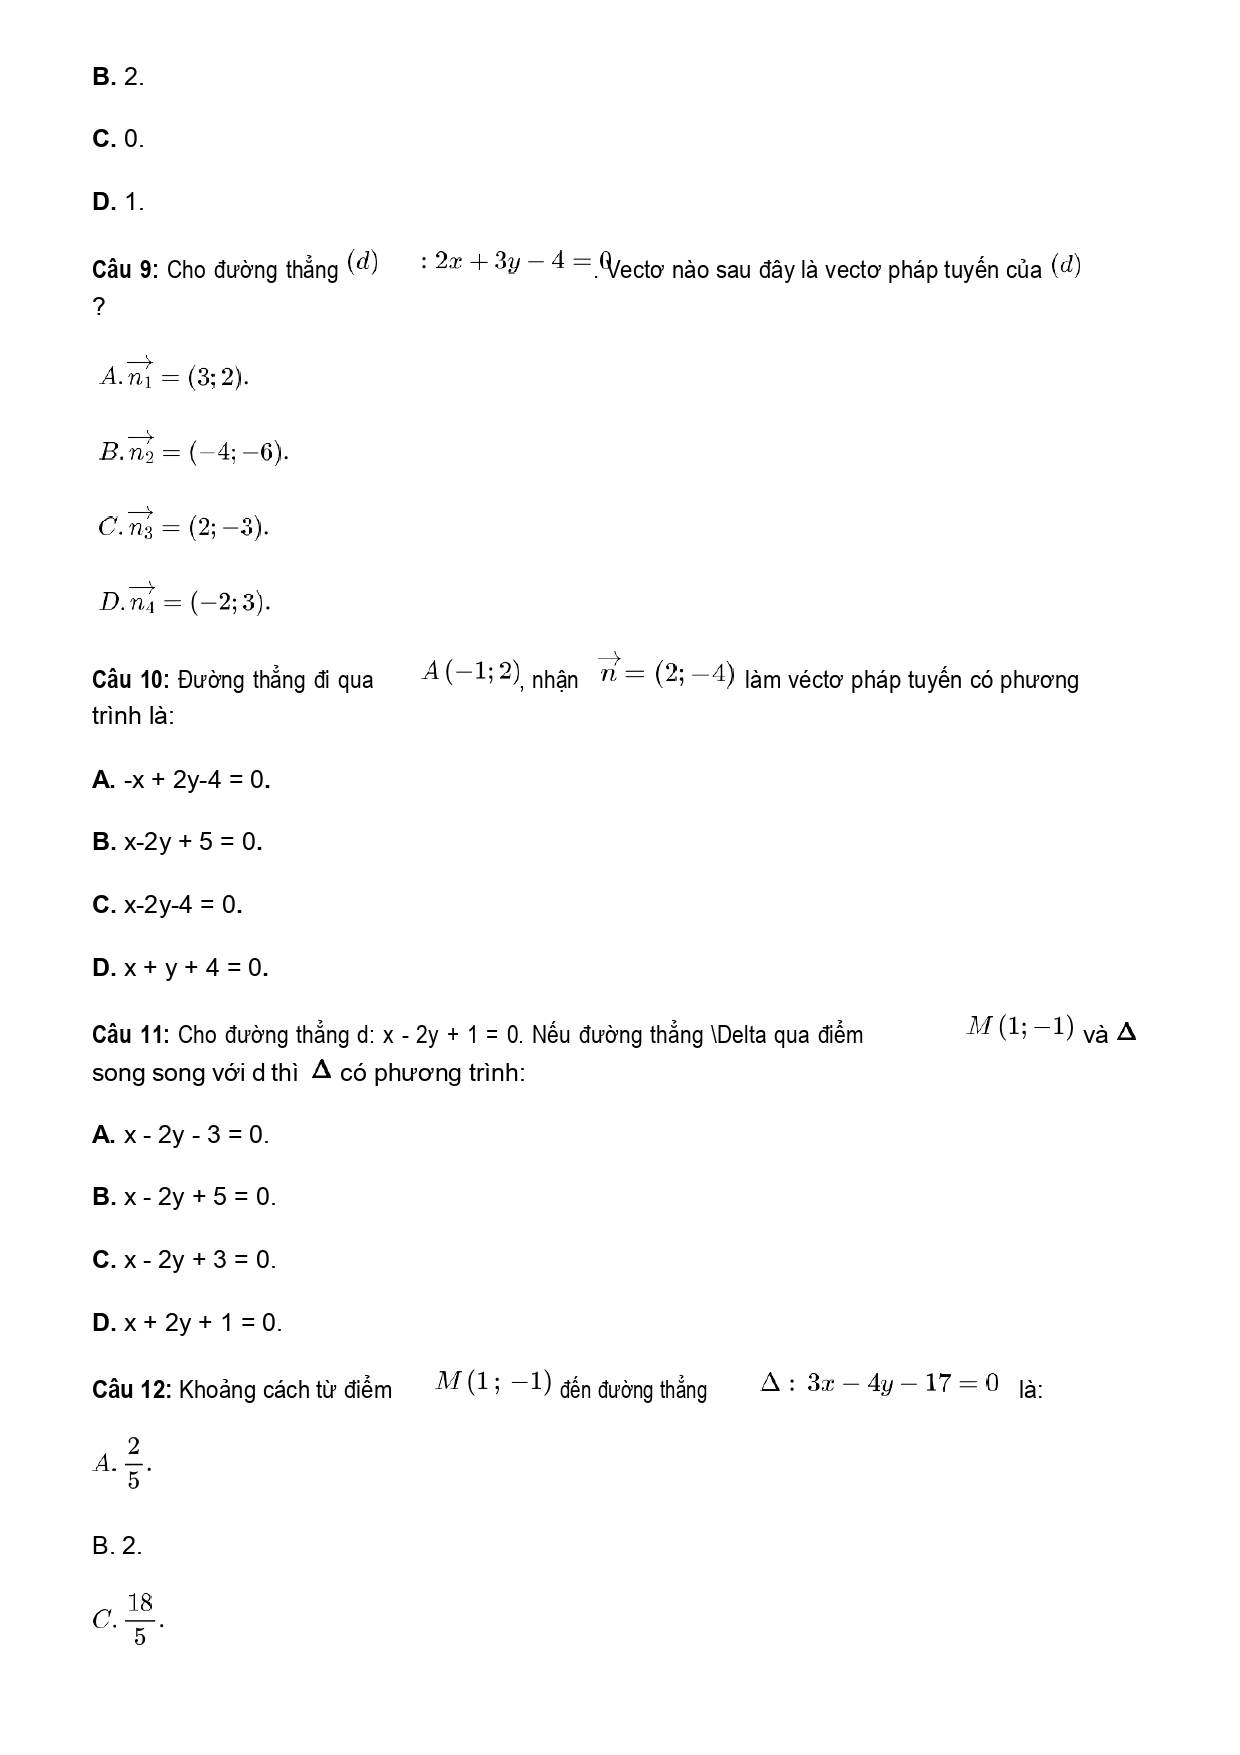 B. 2.
C. 0.
D. 1.
Câu 9: Cho đường thẳng (d) : 2x + 3y − 4 = 0. Vectơ nào sau đây là vectơ pháp tuyến của (d)
?
A. \overrightarrow{n_1} = (3; 2).
B. \overrightarrow{n_2} = (−4; −6).
C. \overrightarrow{n_3} = (2; −3).
D. \overrightarrow{n_4} = (−2; 3).
Câu 10: Đường thẳng đi qua A (−1; 2), nhận \overrightarrow{n} = (2; −4) làm véctơ pháp tuyến có phương
trình là:
A. -x + 2y-4 = 0.
B. x-2y + 5 = 0.
C. x-2y-4 = 0.
D. x + y + 4 = 0.
Câu 11: Cho đường thẳng d: x - 2y + 1 = 0. Nếu đường thẳng \Delta qua điểm M (1; −1) và Δ
song song với d thì Δ có phương trình:
A. x - 2y - 3 = 0.
B. x - 2y + 5 = 0.
C. x - 2y + 3 = 0.
D. x + 2y + 1 = 0.
Câu 12: Khoảng cách từ điểm M (1 ; −1) đến đường thẳng Δ : 3x − 4y − 17 = 0 là:
A. \frac{2}{5}.
B. 2.
C. \frac{18}{5}.